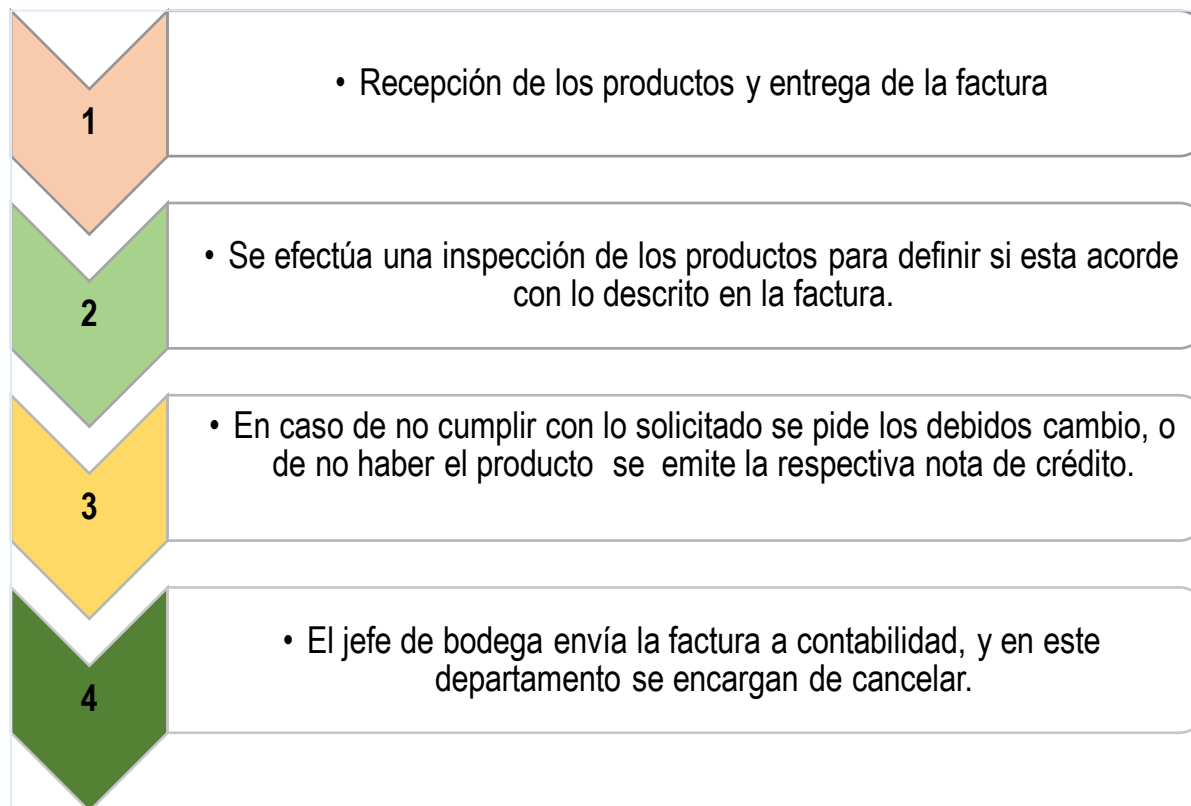 1
• Recepción de los productos y entrega de la factura
2
• Se efectúa una inspección de los productos para definir si esta acorde
con lo descrito en la factura.
3
• En caso de no cumplir con lo solicitado se pide los debidos cambio, o
de no haber el producto  se  emite la respectiva nota de crédito.
4
• El jefe de bodega envía la factura a contabilidad, y en este
departamento se encargan de cancelar.